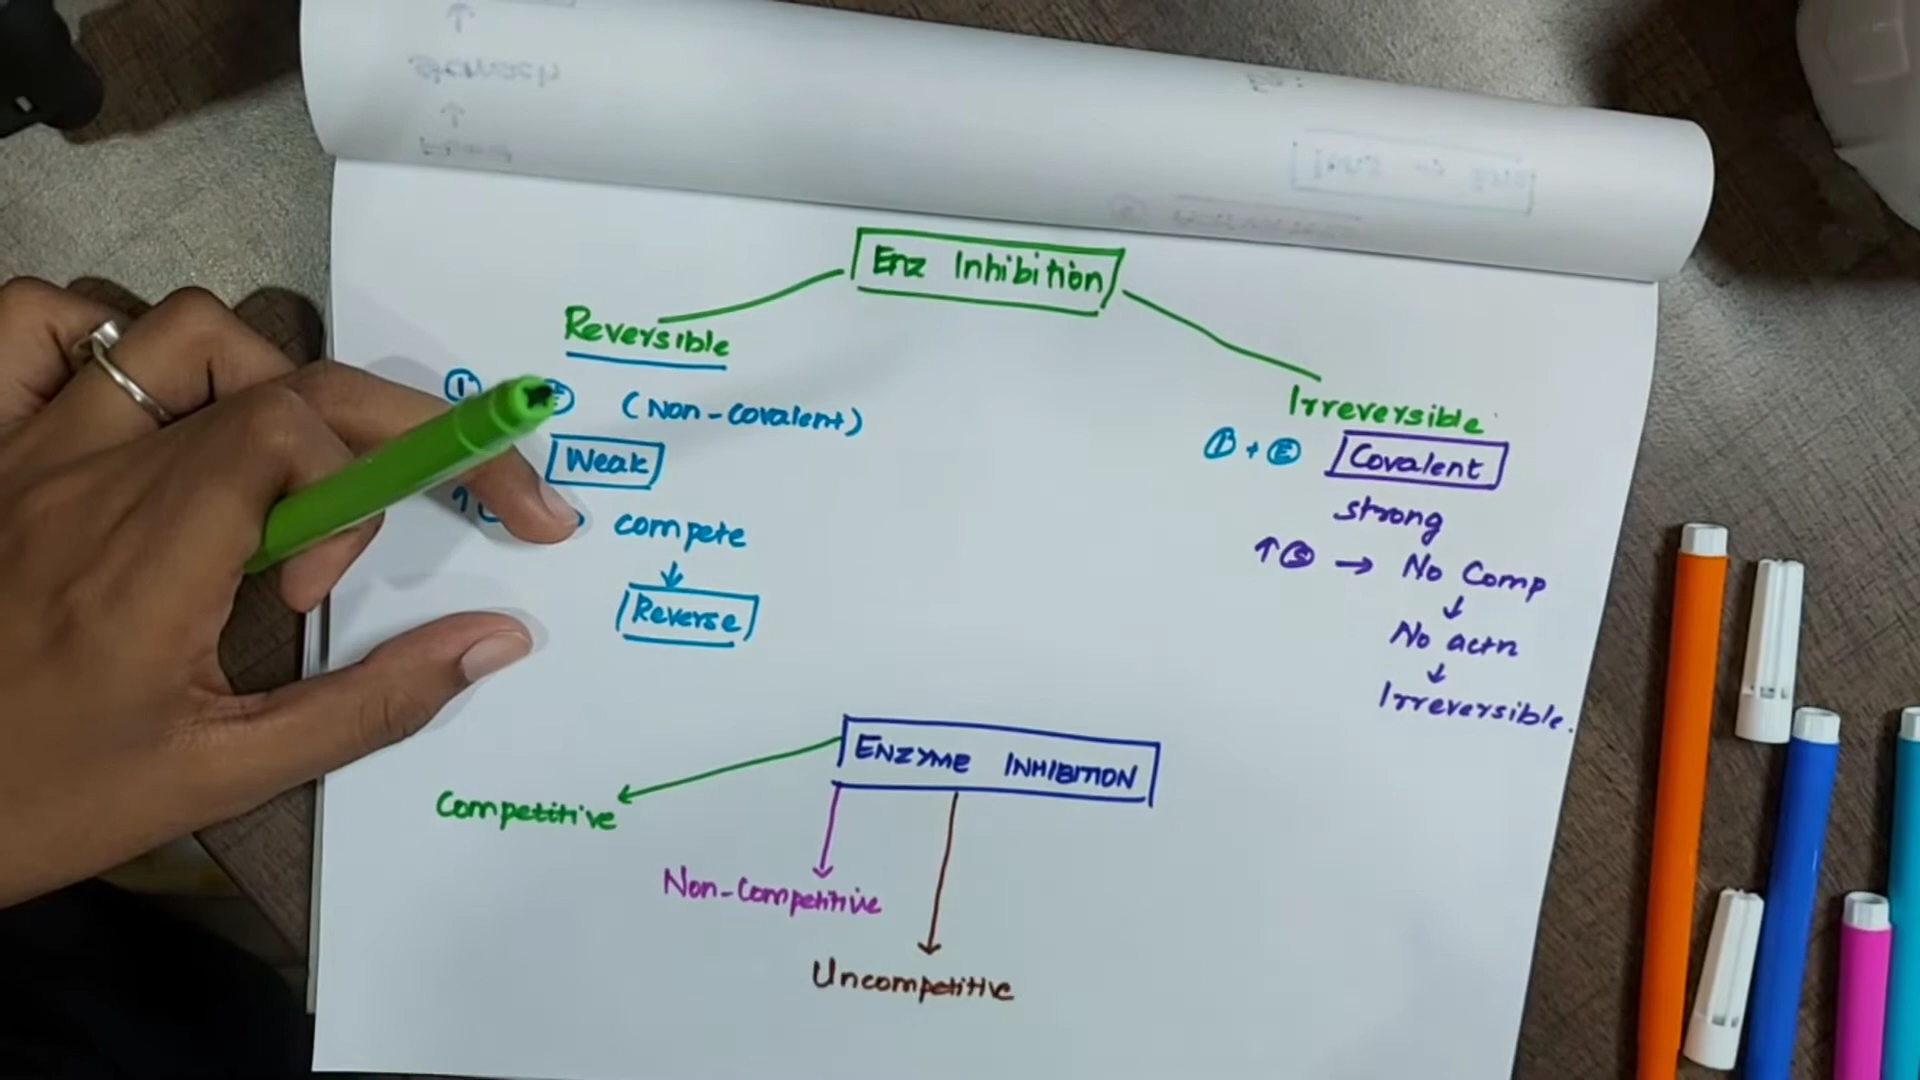 Enz Inhibition
Reversible
(Non-covalent)
Weak
compete
↓
Reverse
Irreversible
I + E Covalent
strong
↑ S → No Comp
↓
No actn
↓
Irreversible.
ENZYME INHIBITION
Competitive
Non-Competitive
Uncompetitive